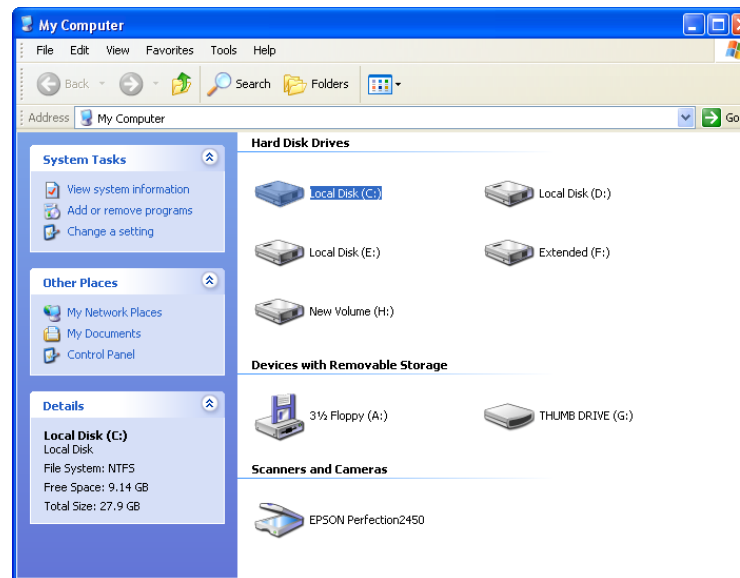 My Computer
File Edit View Favorites Tools Help
Back Search Folders
Address My Computer Go
System Tasks
View system information
Add or remove programs
Change a setting
Other Places
My Network Places
My Documents
Control Panel
Details
Local Disk (C:)
Local Disk
File System: NTFS
Free Space: 9.14 GB
Total Size: 27.9 GB
Hard Disk Drives
Local Disk (C:) Local Disk (D:)
Local Disk (E:) Extended (F:)
New Volume (H:)
Devices with Removable Storage
3½ Floppy (A:) THUMB DRIVE (G:)
Scanners and Cameras
EPSON Perfection2450